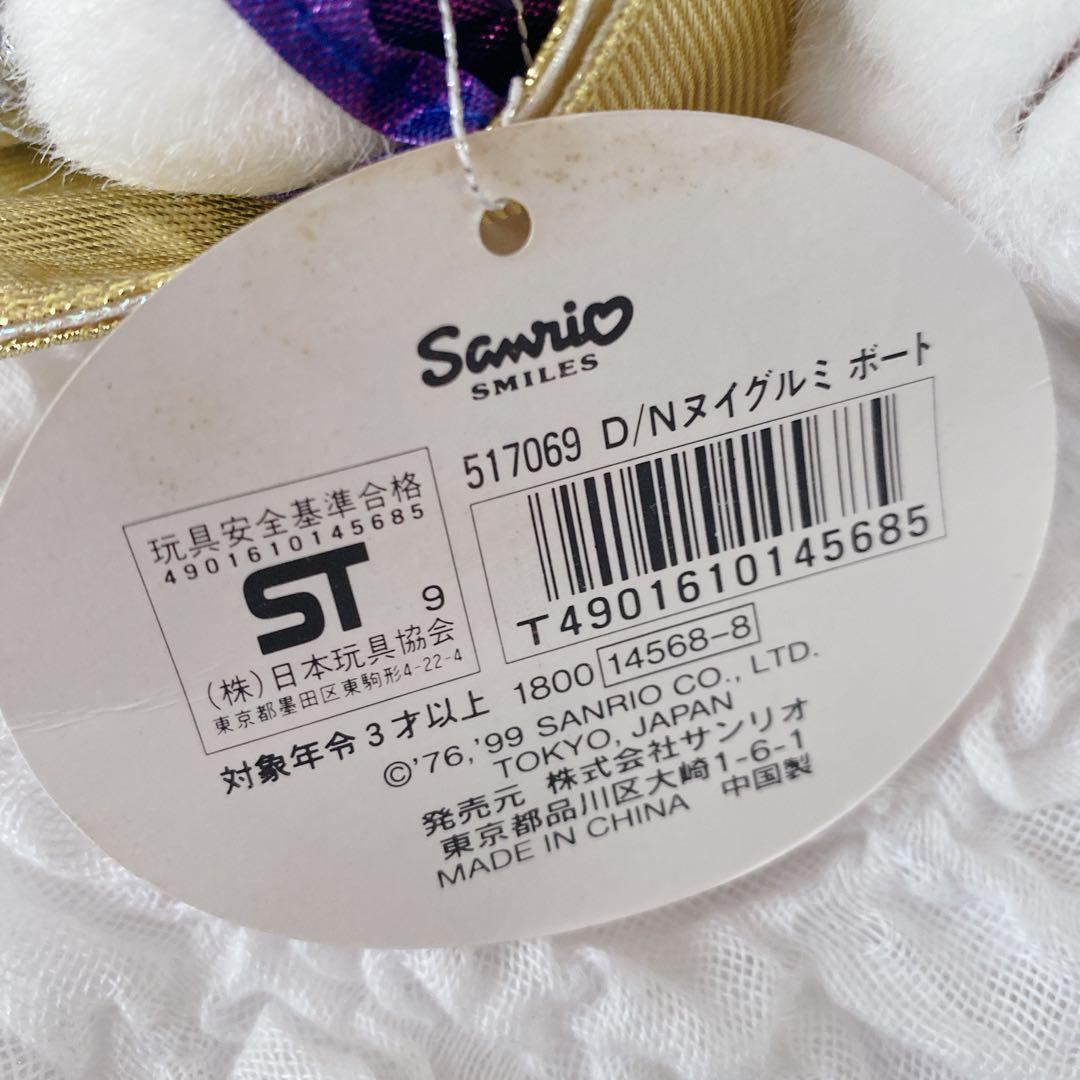 Sanrio
SMILES
517069 D/Nヌイグルミ ボート
T4901610145685
玩具安全基準合格
4901610145685
ST 9
(株)日本玩具協会
東京都墨田区東駒形4-22-4
対象年令3才以上 1800 14568-8
©'76,'99 SANRIO CO., LTD.
TOKYO, JAPAN
発売元 株式会社サンリオ
東京都品川区大崎1-6-1
MADE IN CHINA 中国製